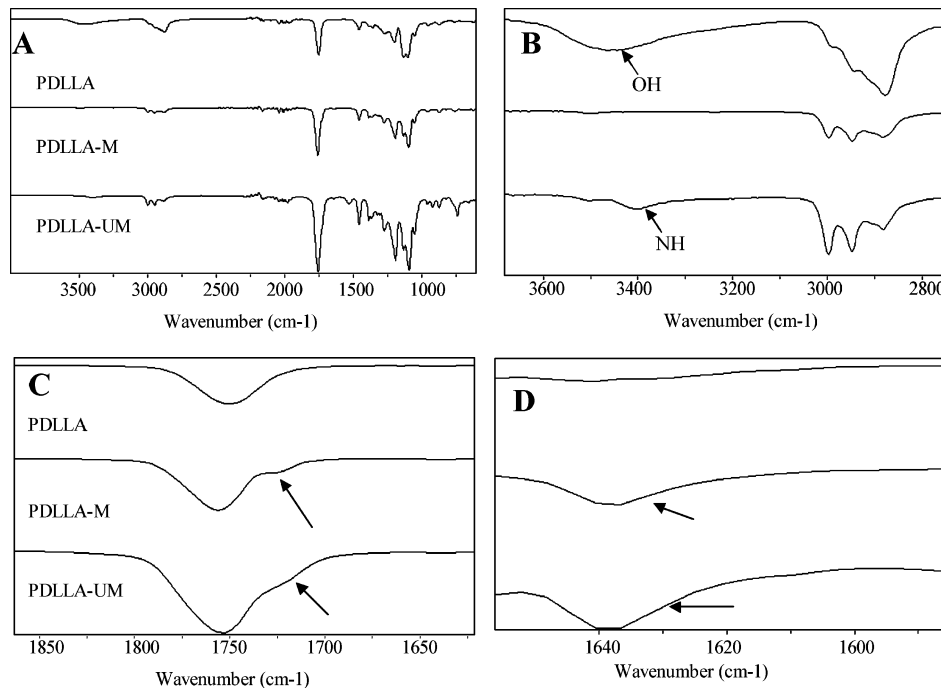 A
PDLLA
PDLLA-M
PDLLA-UM
3500 3000 2500 2000 1500 1000
Wavenumber (cm-1)
B
OH
NH
3600 3400 3200 3000 2800
Wavenumber (cm-1)
C
PDLLA
PDLLA-M
PDLLA-UM
1850 1800 1750 1700 1650
Wavenumber (cm-1)
D
1640 1620 1600
Wavenumber (cm-1)